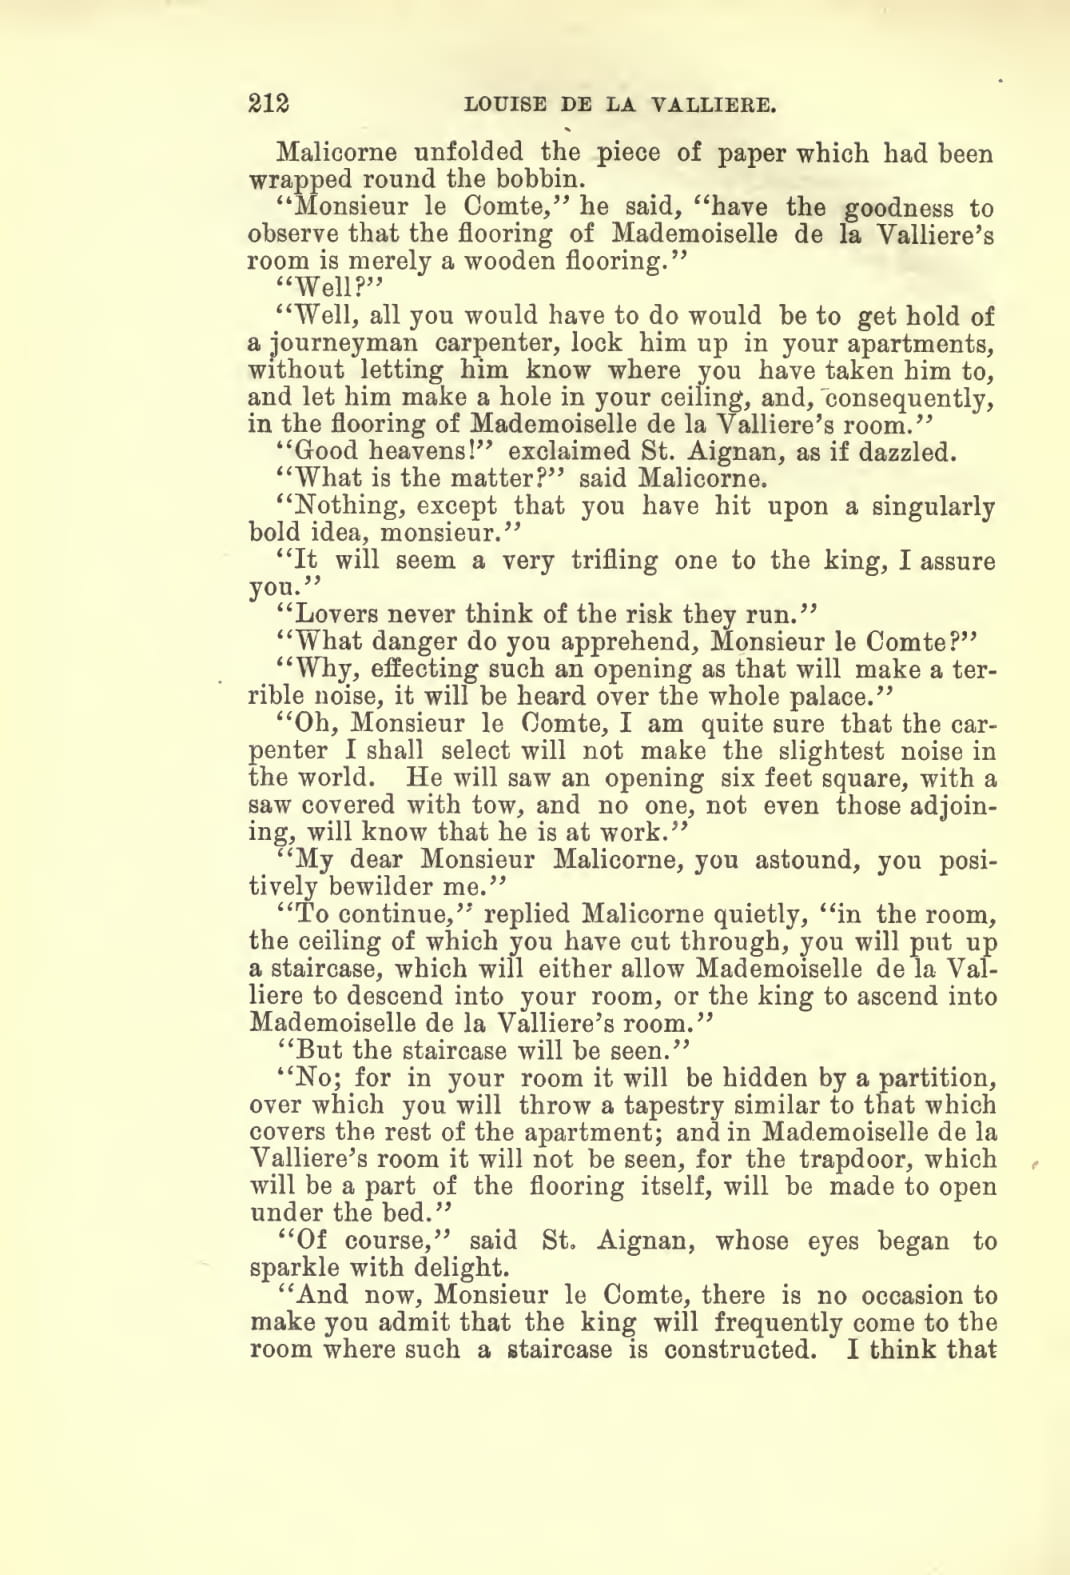 212 LOUISE DE LA VALLIERE.
Malicorne unfolded the piece of paper which had been
wrapped round the bobbin.
“Monsieur le Comte,” he said, “have the goodness to
observe that the flooring of Mademoiselle de la Valliere’s
room is merely a wooden flooring.”
“Well?”
“Well, all you would have to do would be to get hold of
a journeyman carpenter, lock him up in your apartments,
without letting him know where you have taken him to,
and let him make a hole in your ceiling, and, consequently,
in the flooring of Mademoiselle de la Valliere’s room.”
“Good heavens!” exclaimed St. Aignan, as if dazzled.
“What is the matter?” said Malicorne.
“Nothing, except that you have hit upon a singularly
bold idea, monsieur.”
“It will seem a very trifling one to the king, I assure
you.”
“Lovers never think of the risk they run.”
“What danger do you apprehend, Monsieur le Comte?”
“Why, effecting such an opening as that will make a ter-
rible noise, it will be heard over the whole palace.”
“Oh, Monsieur le Comte, I am quite sure that the car-
penter I shall select will not make the slightest noise in
the world. He will saw an opening six feet square, with a
saw covered with tow, and no one, not even those adjoin-
ing, will know that he is at work.”
“My dear Monsieur Malicorne, you astound, you posi-
tively bewilder me.”
“To continue,” replied Malicorne quietly, “in the room,
the ceiling of which you have cut through, you will put up
a staircase, which will either allow Mademoiselle de la Val-
liere to descend into your room, or the king to ascend into
Mademoiselle de la Valliere’s room.”
“But the staircase will be seen.”
“No; for in your room it will be hidden by a partition,
over which you will throw a tapestry similar to that which
covers the rest of the apartment; and in Mademoiselle de la
Valliere’s room it will not be seen, for the trapdoor, which
will be a part of the flooring itself, will be made to open
under the bed.”
“Of course,” said St. Aignan, whose eyes began to
sparkle with delight.
“And now, Monsieur le Comte, there is no occasion to
make you admit that the king will frequently come to the
room where such a staircase is constructed. I think that